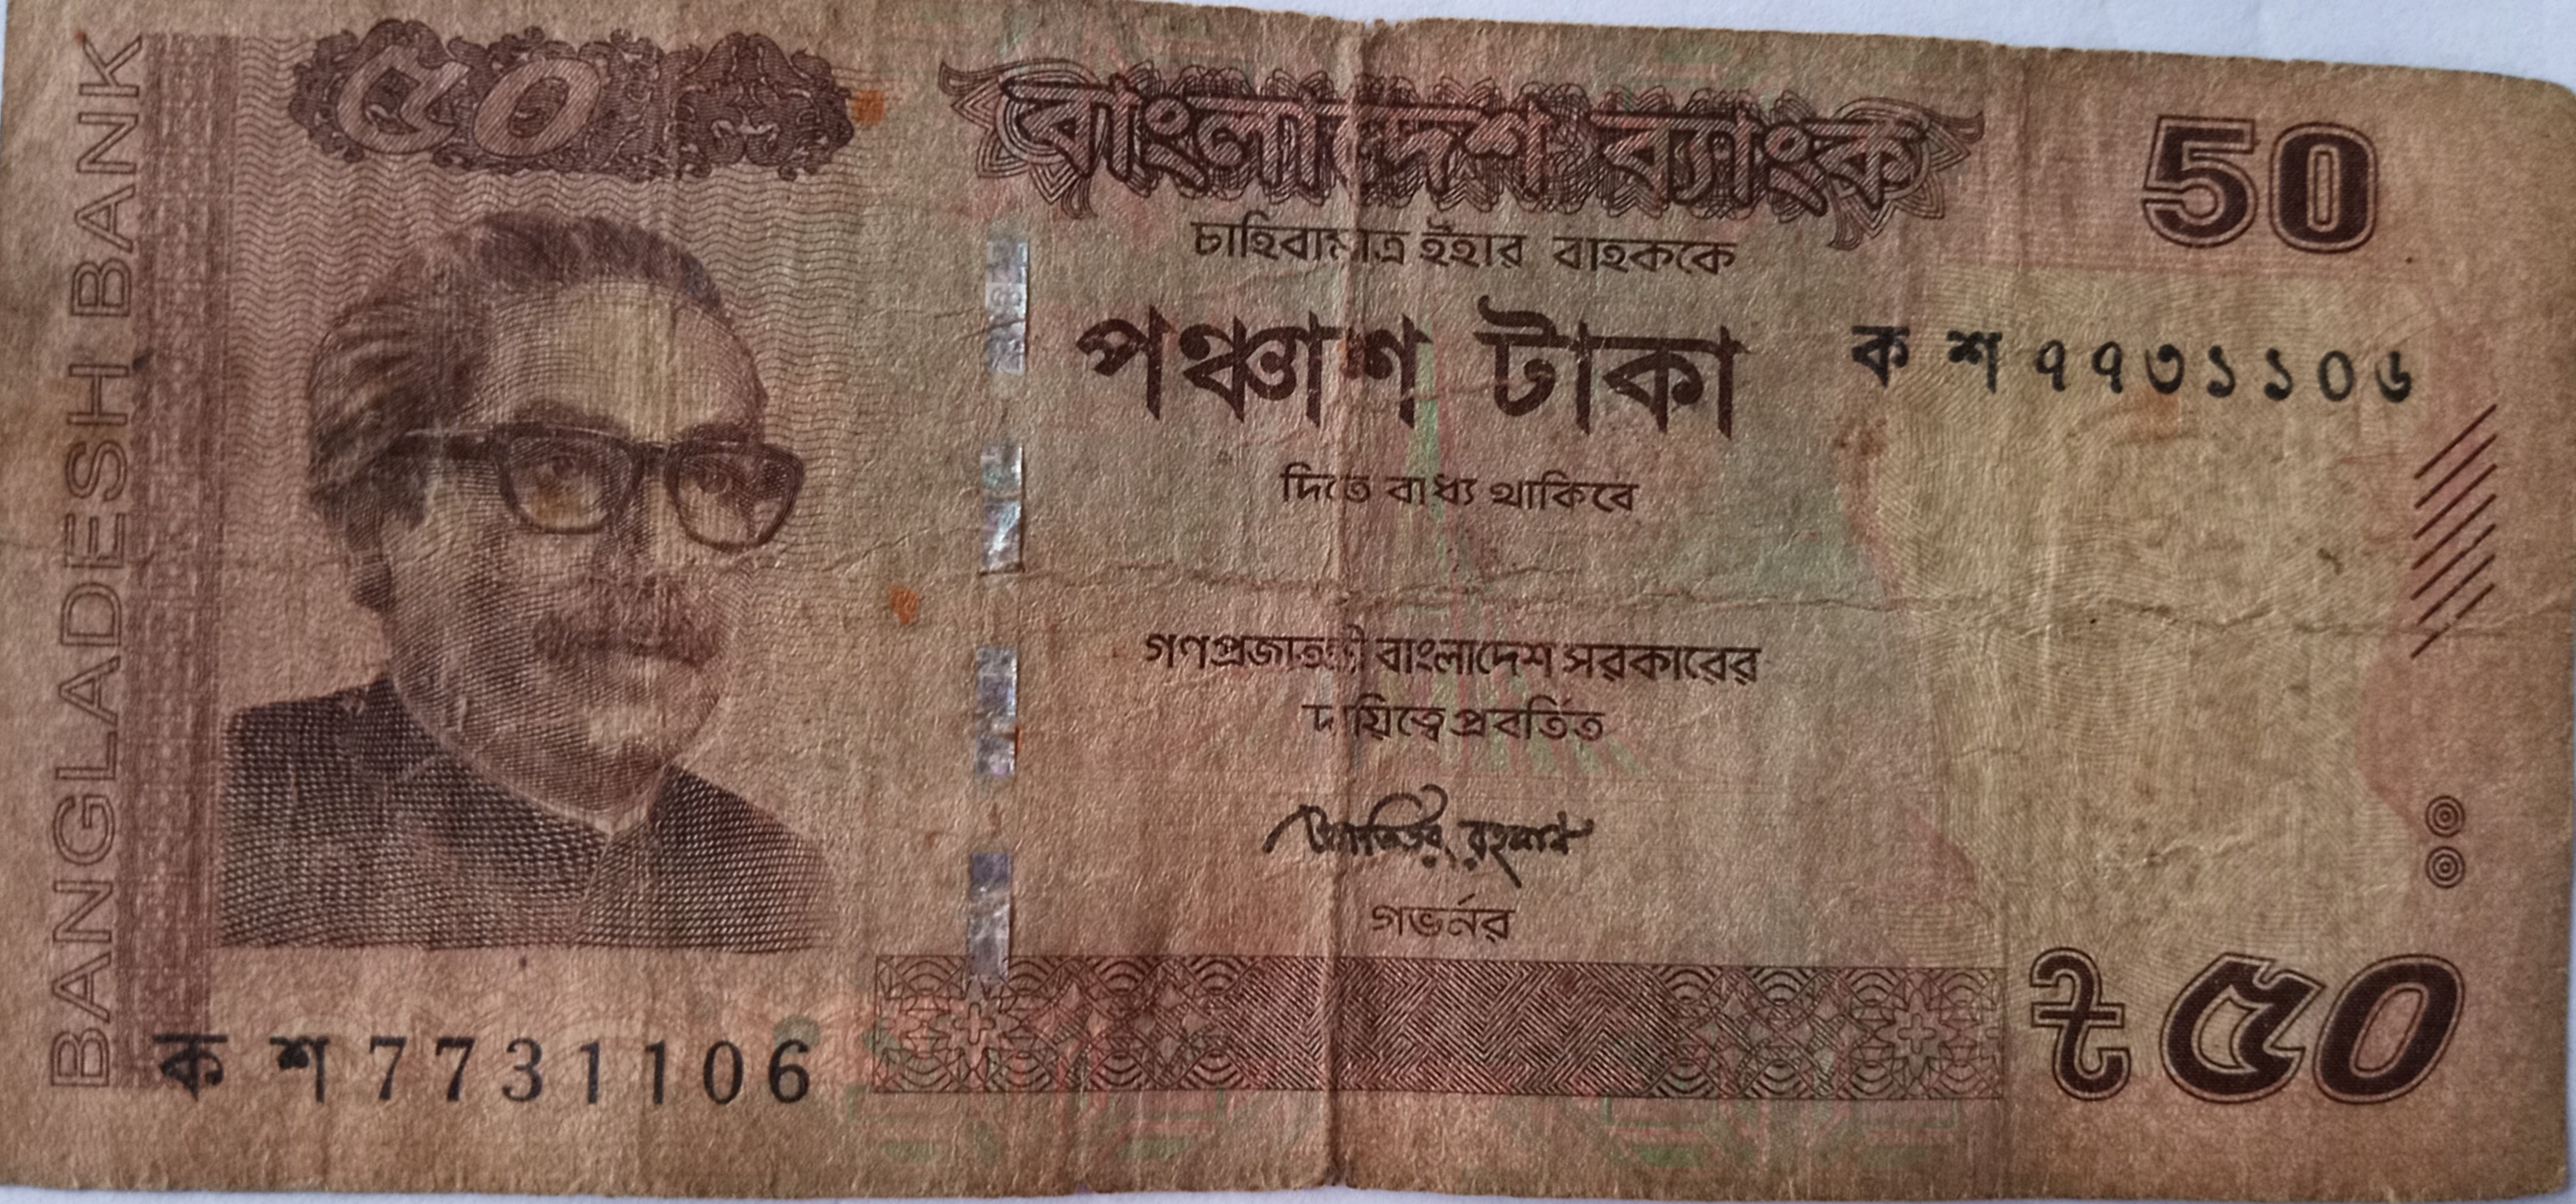 BANGLADESH BANK
৫০
বাংলাদেশ ব্যাংক
50
চাহিবামাত্র ইহার বাহককে
পঞ্চাশ টাকা
ক শ ৭৭৩১১০৬
দিতে বাধ্য থাকিবে
গণপ্রজাতন্ত্রী বাংলাদেশ সরকারের
দায়িত্বে প্রবর্তিত
আতিউর রহমান
গভর্নর
ক শ 7731106
৳ ৫০